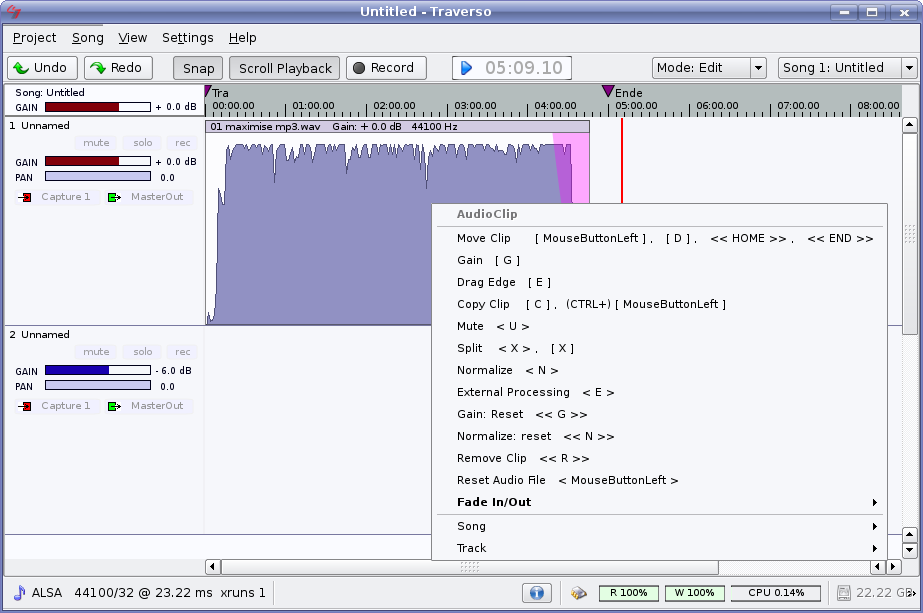 Untitled - Traverso
Project Song View Settings Help
Undo Redo Snap Scroll Playback Record 05:09.10 Mode: Edit Song 1: Untitled
Song: Untitled
GAIN + 0.0 dB
Tra Ende
00:00.00 01:00.00 02:00.00 03:00.00 04:00.00 05:00.00 06:00.00 07:00.00 08:00.00
1 Unnamed
mute solo rec
GAIN + 0.0 dB
PAN 0.0
Capture 1 MasterOut
01 maximise mp3.wav Gain: + 0.0 dB 44100 Hz
2 Unnamed
mute solo rec
GAIN - 6.0 dB
PAN 0.0
Capture 1 MasterOut
AudioClip
Move Clip [ MouseButtonLeft ] , [ D ] , << HOME >> , << END >>
Gain [ G ]
Drag Edge [ E ]
Copy Clip [ C ] , (CTRL+) [ MouseButtonLeft ]
Mute < U >
Split < X > , [ X ]
Normalize < N >
External Processing < E >
Gain: Reset << G >>
Normalize: reset << N >>
Remove Clip << R >>
Reset Audio File < MouseButtonLeft >
Fade In/Out
Song
Track
ALSA 44100/32 @ 23.22 ms xruns 1 R 100% W 100% CPU 0.14% 22.22